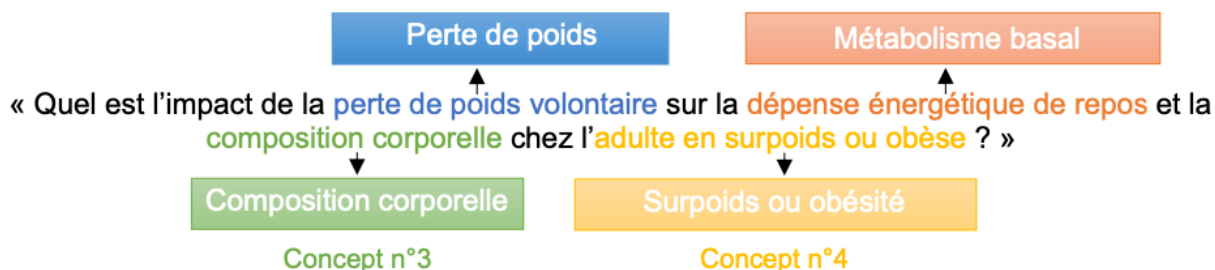 Perte de poids
Métabolisme basal
« Quel est l’impact de la perte de poids volontaire sur la dépense énergétique de repos et la
composition corporelle chez l’adulte en surpoids ou obèse ? »
Composition corporelle
Surpoids ou obésité
Concept n°3
Concept n°4